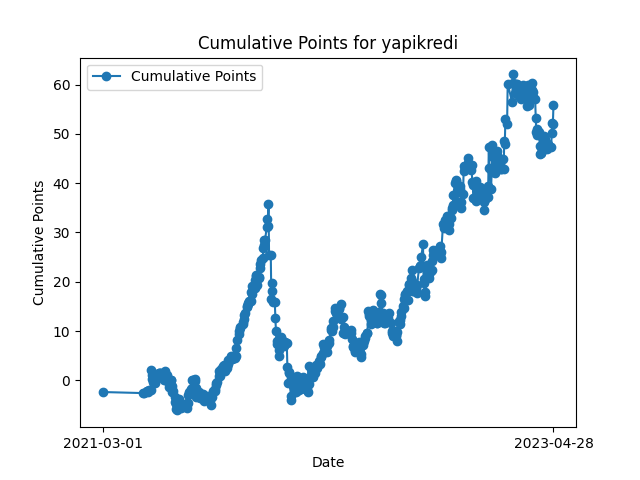 Cumulative Points for yapikredi
Cumulative Points
60
50
40
30
20
10
0
Cumulative Points
2021-03-01
2023-04-28
Date